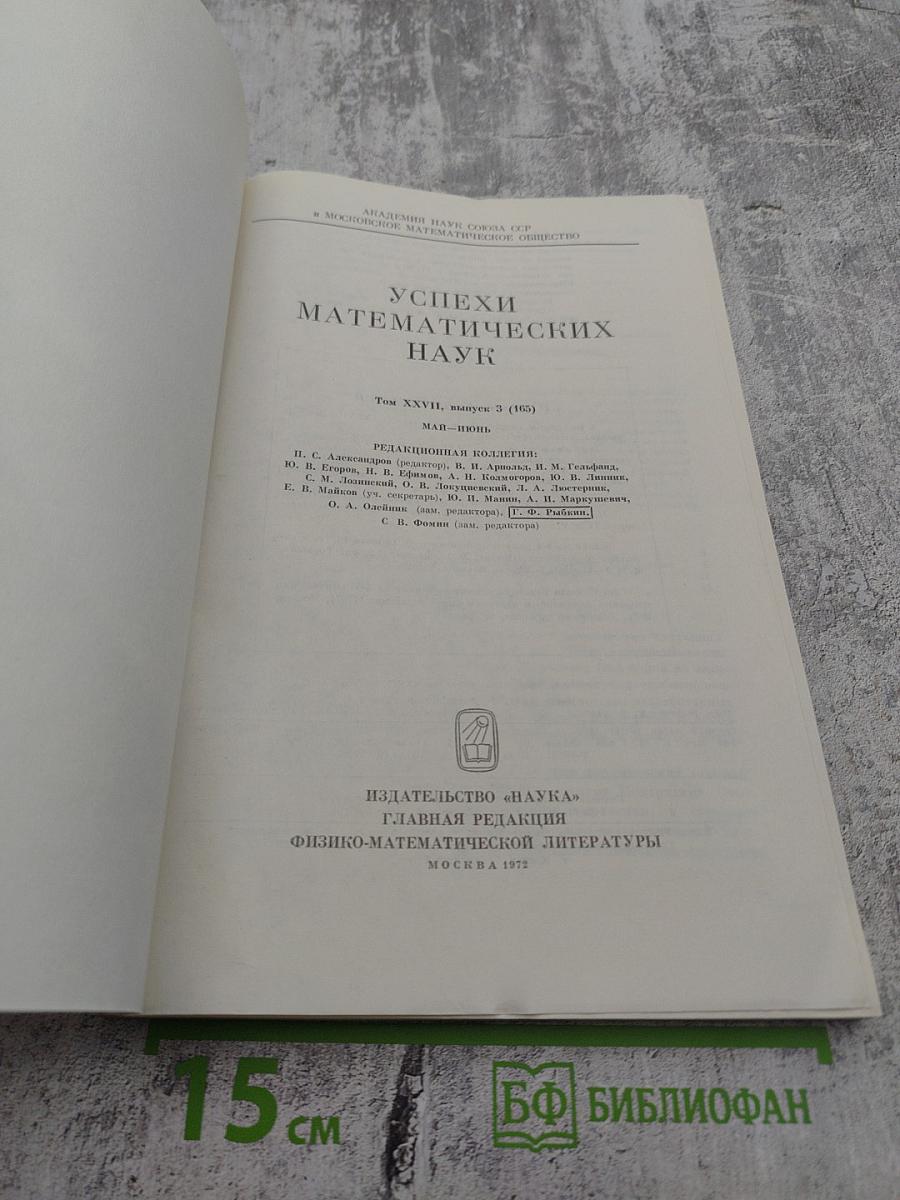 АКАДЕМИЯ НАУК СОЮЗА ССР
и МОСКОВСКОЕ МАТЕМАТИЧЕСКОЕ ОБЩЕСТВО
УСПЕХИ
МАТЕМАТИЧЕСКИХ
НАУК
Том XXVII, выпуск 3 (165)
МАЙ—ИЮНЬ
РЕДАКЦИОННАЯ КОЛЛЕГИЯ:
П. С. Александров (редактор), В. И. Арнольд, И. М. Гельфанд,
Ю. В. Егоров, Н. В. Ефимов, А. Н. Колмогоров, Ю. В. Линник,
С. М. Лозинский, О. В. Локуциевский, Л. А. Люстерник,
Е. В. Майков (уч. секретарь), Ю. И. Манин, А. И. Маркушевич,
О. А. Олейник (зам. редактора), Г. Ф. Рыбкин,
С. В. Фомин (зам. редактора)
ИЗДАТЕЛЬСТВО «НАУКА»
ГЛАВНАЯ РЕДАКЦИЯ
ФИЗИКО-МАТЕМАТИЧЕСКОЙ ЛИТЕРАТУРЫ
МОСКВА 1972
15 см
БФ БИБЛИОФАН